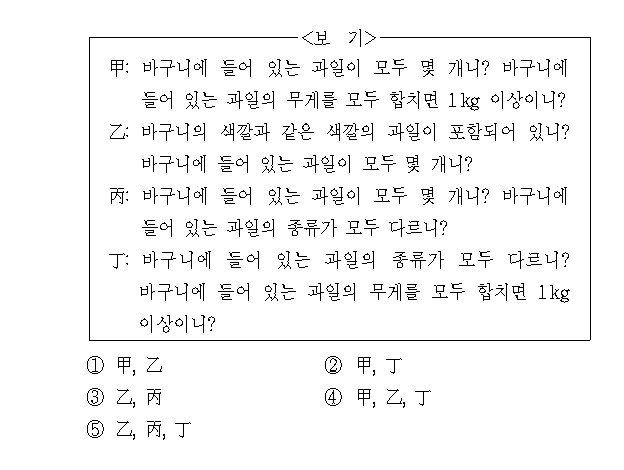 <보 기>
甲: 바구니에 들어 있는 과일이 모두 몇 개니? 바구니에
들어 있는 과일의 무게를 모두 합치면 1kg 이상이니?
乙: 바구니의 색깔과 같은 색깔의 과일이 포함되어 있니?
바구니에 들어 있는 과일이 모두 몇 개니?
丙: 바구니에 들어 있는 과일이 모두 몇 개니? 바구니에
들어 있는 과일의 종류가 모두 다르니?
丁: 바구니에 들어 있는 과일의 종류가 모두 다르니?
바구니에 들어 있는 과일의 무게를 모두 합치면 1kg
이상이니?
① 甲, 乙 ② 甲, 丁
③ 乙, 丙 ④ 甲, 乙, 丁
⑤ 乙, 丙, 丁